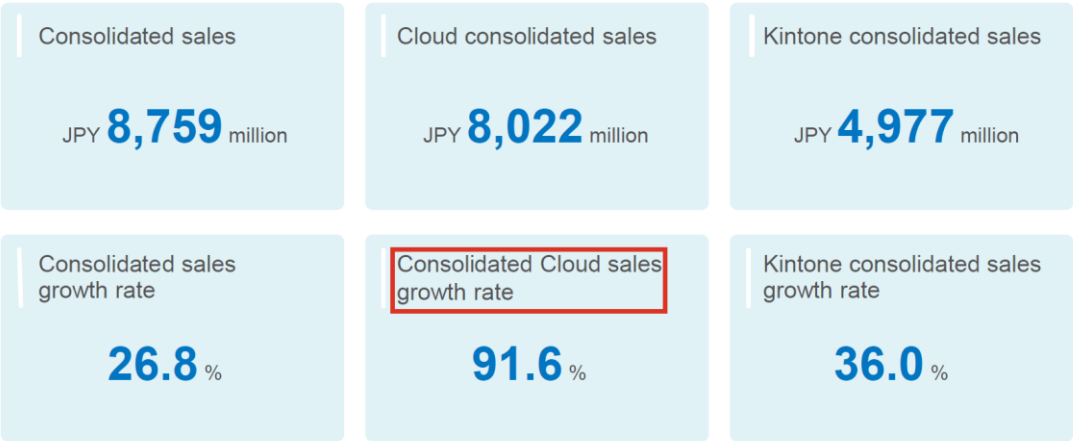 Consolidated sales
JPY 8,759 million
Cloud consolidated sales
JPY 8,022 million
Kintone consolidated sales
JPY 4,977 million
Consolidated sales
growth rate
26.8 %
Consolidated Cloud sales
growth rate
91.6 %
Kintone consolidated sales
growth rate
36.0 %